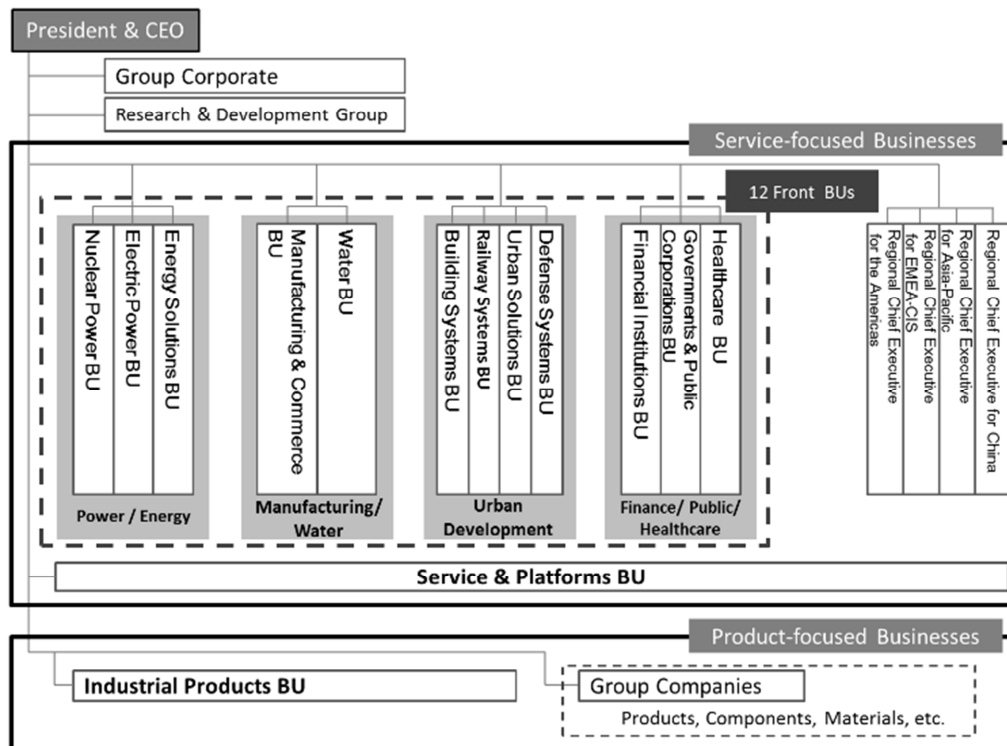 President & CEO
Group Corporate
Research & Development Group
Service-focused Businesses
12 Front BUs
Nuclear Power BU
Electric Power BU
Energy Solutions BU
Power / Energy
Manufacturing & Commerce
BU
Water BU
Manufacturing/
Water
Building Systems BU
Railway Systems BU
Urban Solutions BU
Defense Systems BU
Urban
Development
Financial Institutions BU
Governments & Public
Corporations BU
Healthcare BU
Finance/ Public/
Healthcare
Regional Chief Executive
for the Americas
Regional Chief Executive
for EMEA-CIS
Regional Chief Executive
for Asia-Pacific
Regional Chief Executive for China
Service & Platforms BU
Product-focused Businesses
Industrial Products BU
Group Companies
Products, Components, Materials, etc.